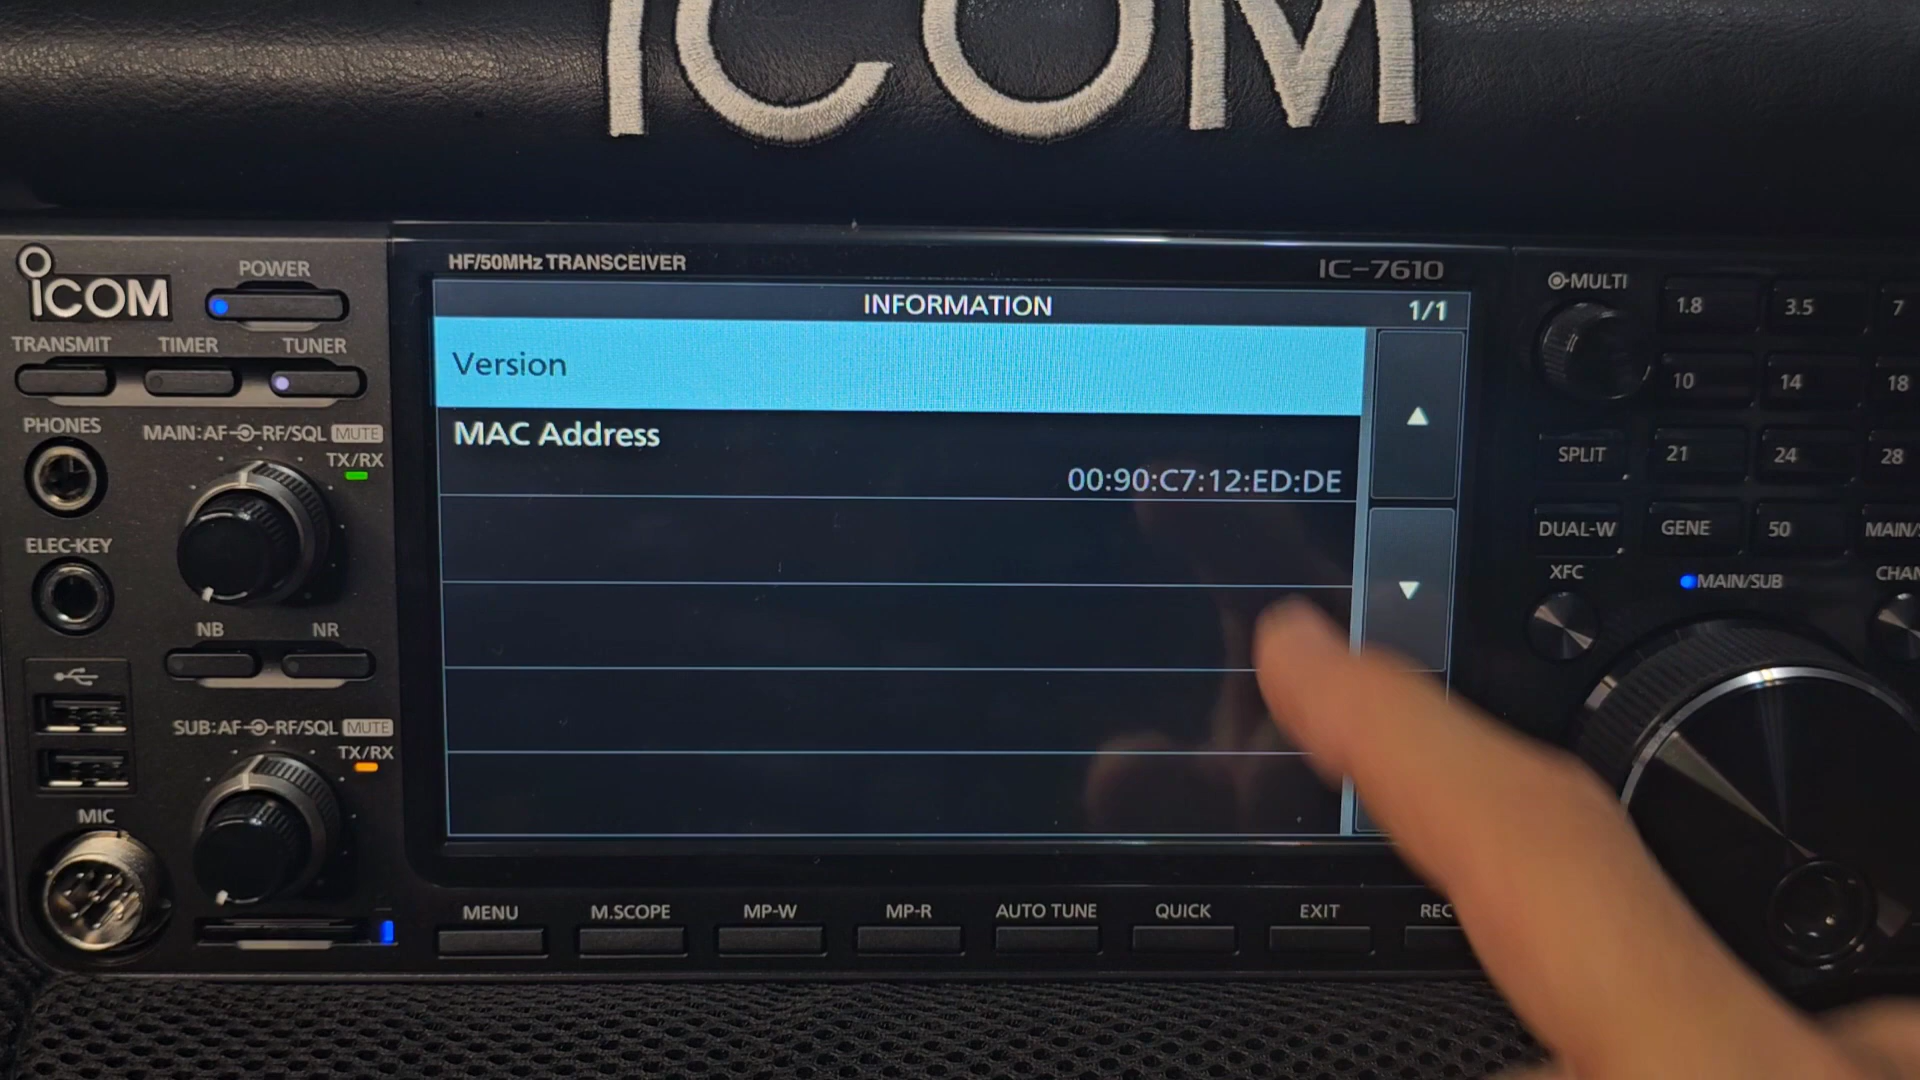 ICOM
HF/50MHz TRANSCEIVER
IC-7610
ICOM
POWER
TRANSMIT
TIMER
TUNER
PHONES
MAIN:AF
RF/SQL
MUTE
TX/RX
ELEC-KEY
NB
NR
SUB:AF
RF/SQL
MUTE
TX/RX
MIC
INFORMATION
1/1
Version
MAC Address
00:90:C7:12:ED:DE
▲
▼
MENU
M.SCOPE
MP-W
MP-R
AUTO TUNE
QUICK
EXIT
REC
MULTI
1.8
3.5
7
10
14
18
SPLIT
21
24
28
DUAL-W
GENE
50
MAIN/
XFC
MAIN/SUB
CHAN